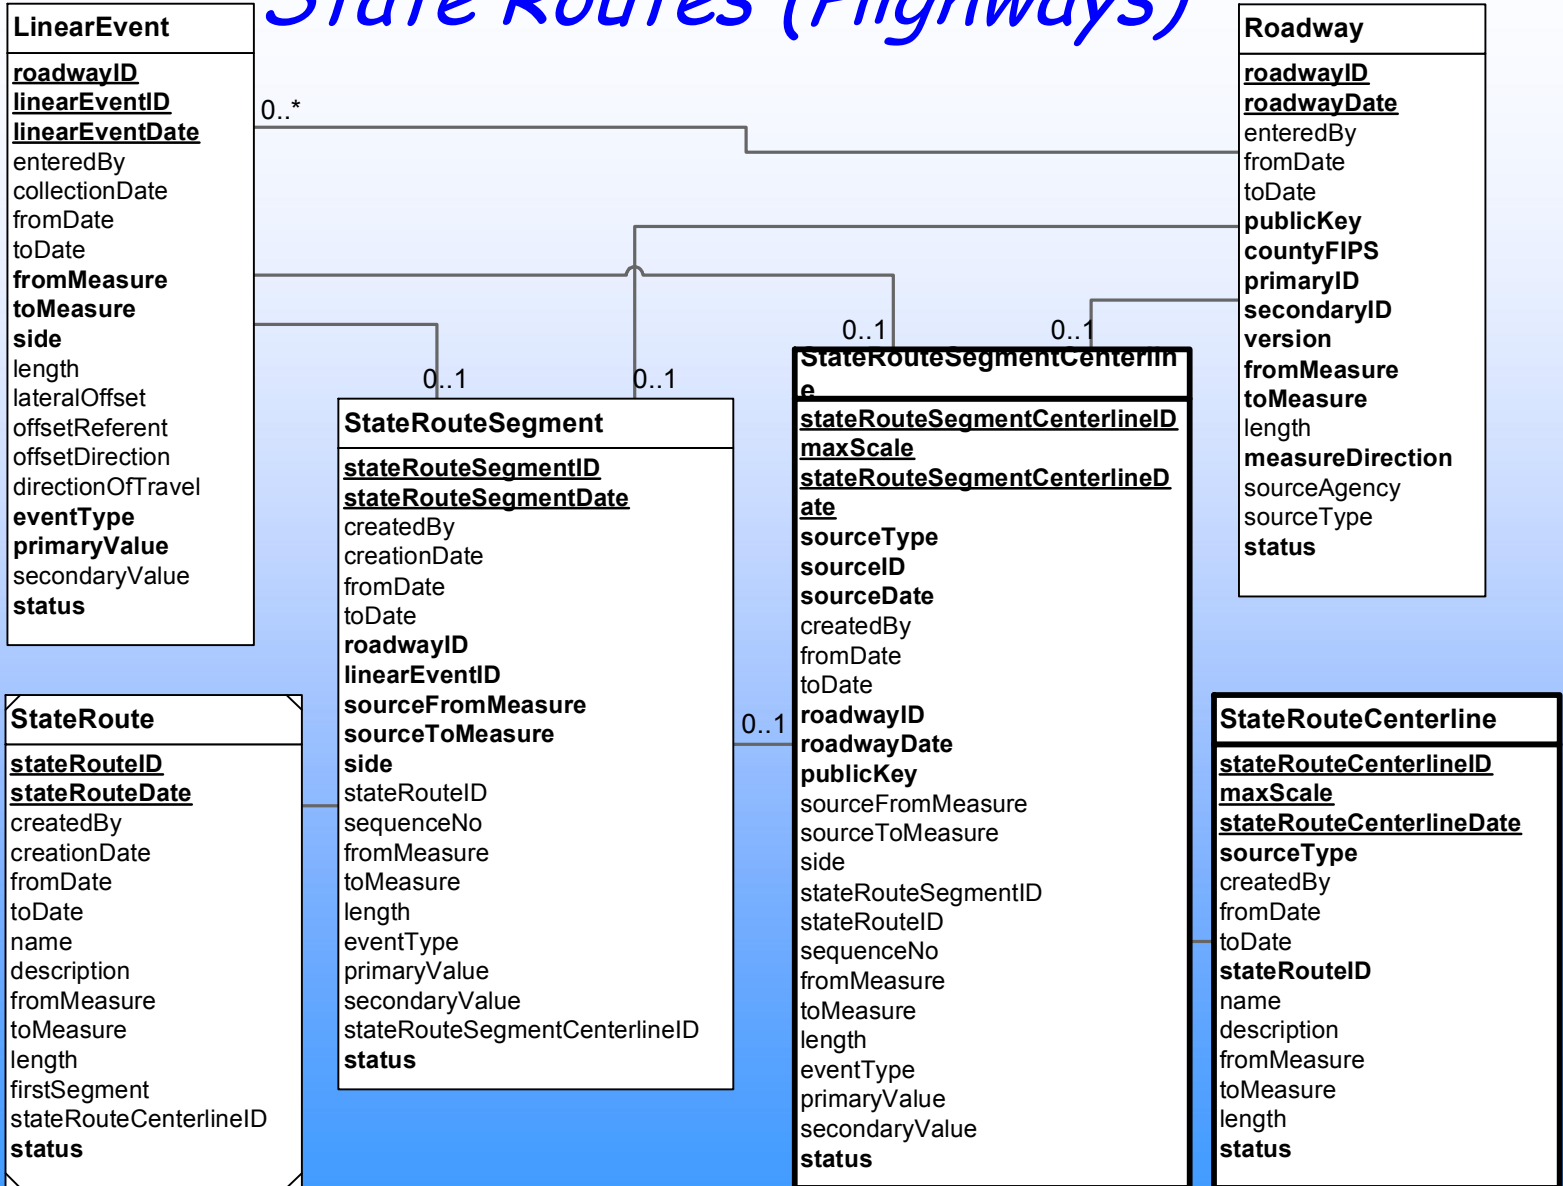 State Routes (Highways)
LinearEvent
roadwayID
linearEventID
linearEventDate
enteredBy
collectionDate
fromDate
toDate
fromMeasure
toMeasure
side
length
lateralOffset
offsetReferent
offsetDirection
directionOfTravel
eventType
primaryValue
secondaryValue
status
0..*
Roadway
roadwayID
roadwayDate
enteredBy
fromDate
toDate
publicKey
countyFIPS
primaryID
secondaryID
version
fromMeasure
toMeasure
length
measureDirection
sourceAgency
sourceType
status
0..1
0..1
0..1
0..1
StateRouteSegment
stateRouteSegmentID
stateRouteSegmentDate
createdBy
creationDate
fromDate
toDate
roadwayID
linearEventID
sourceFromMeasure
sourceToMeasure
side
stateRouteID
sequenceNo
fromMeasure
toMeasure
length
eventType
primaryValue
secondaryValue
stateRouteSegmentCenterlineID
status
0..1
StateRouteSegmentCenterlin
e
stateRouteSegmentCenterlineID
maxScale
stateRouteSegmentCenterlineD
ate
sourceType
sourceID
sourceDate
createdBy
fromDate
toDate
roadwayID
roadwayDate
publicKey
sourceFromMeasure
sourceToMeasure
side
stateRouteSegmentID
stateRouteID
sequenceNo
fromMeasure
toMeasure
length
eventType
primaryValue
secondaryValue
status
StateRoute
stateRouteID
stateRouteDate
createdBy
creationDate
fromDate
toDate
name
description
fromMeasure
toMeasure
length
firstSegment
stateRouteCenterlineID
status
StateRouteCenterline
stateRouteCenterlineID
maxScale
stateRouteCenterlineDate
sourceType
createdBy
fromDate
toDate
stateRouteID
name
description
fromMeasure
toMeasure
length
status